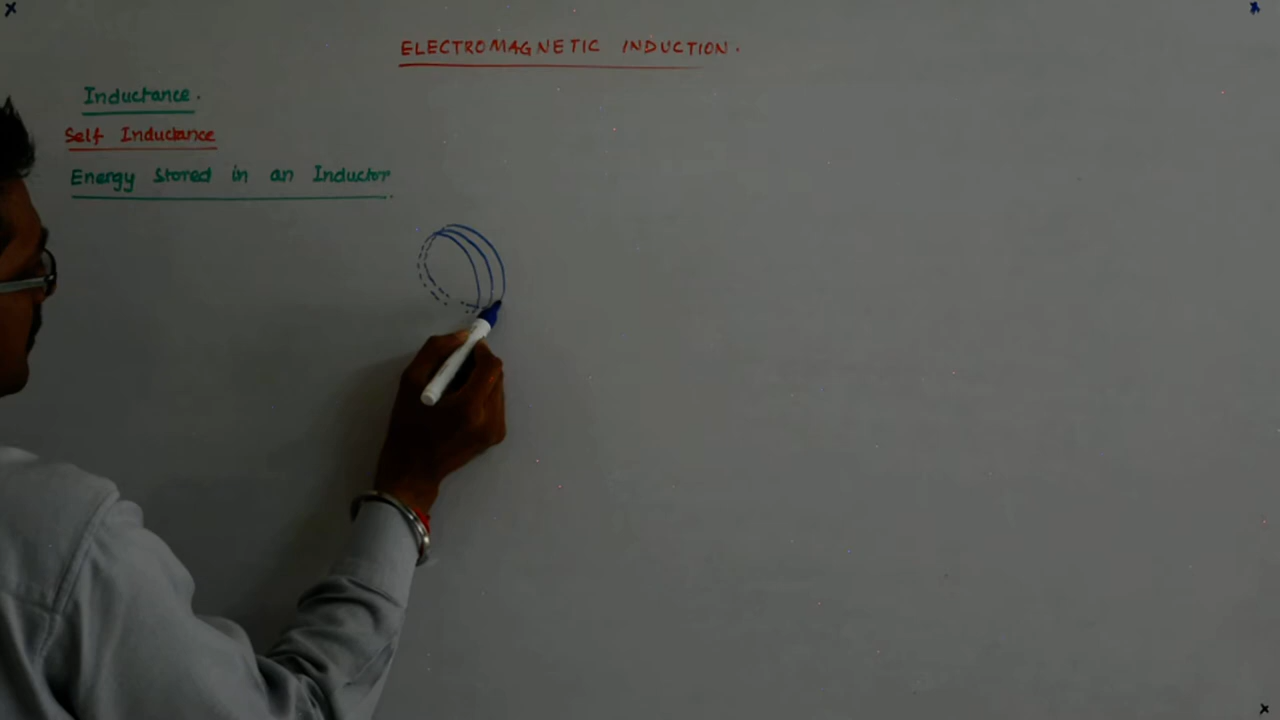 ELECTROMAGNETIC INDUCTION.
Inductance.
Self Inductance
Energy Stored in an Inductor.